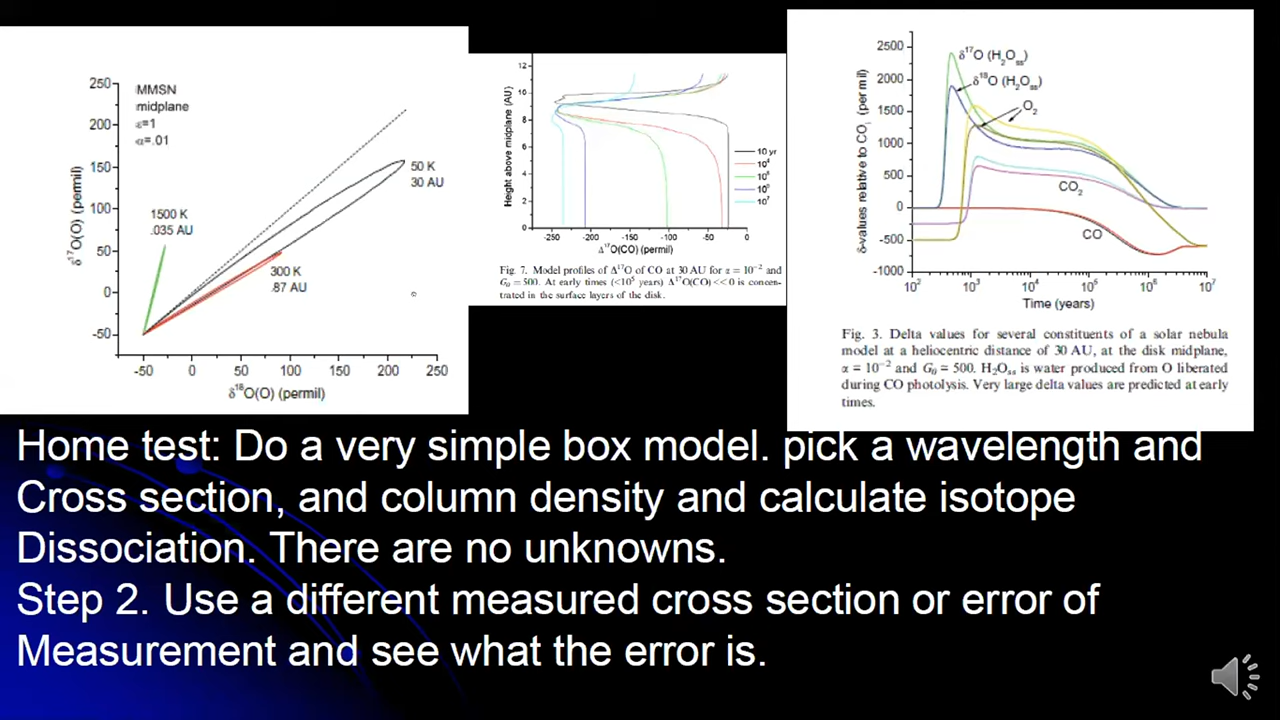 250
200
150
100
50
0
-50
MMSN
midplane
ε=1
α=.01
1500 K
.035 AU
50 K
30 AU
300 K
.87 AU
δ¹⁷O(O) (permil)
-50 0 50 100 150 200 250
δ¹⁸O(O) (permil)
12
10
8
6
4
2
0
Height above midplane (AU)
10 yr
10⁷
-250 -200 -150 -100 -50 0
Δ¹⁷O(CO) (permil)
Fig. 7. Model profiles of Δ¹⁷O of CO at 30 AU for α = 10⁻² and
G₀ = 500. At early times (<10⁵ years) Δ¹⁷O(CO) << 0 is concen-
trated in the surface layers of the disk.
2500
2000
1500
1000
500
0
-500
-1000
δ-values relative to COᵢ (per mil)
δ¹⁷O (H₂Oₛₛ)
δ¹⁸O (H₂Oₛₛ)
O₂
CO₂
CO
10² 10³ 10⁴ 10⁵ 10⁶ 10⁷
Time (years)
Fig. 3. Delta values for several constituents of a solar nebula
model at a heliocentric distance of 30 AU, at the disk midplane,
α = 10⁻² and G₀ = 500. H₂Oₛₛ is water produced from O liberated
during CO photolysis. Very large delta values are predicted at early
times.
Home test: Do a very simple box model. pick a wavelength and
Cross section, and column density and calculate isotope
Dissociation. There are no unknowns.
Step 2. Use a different measured cross section or error of
Measurement and see what the error is.